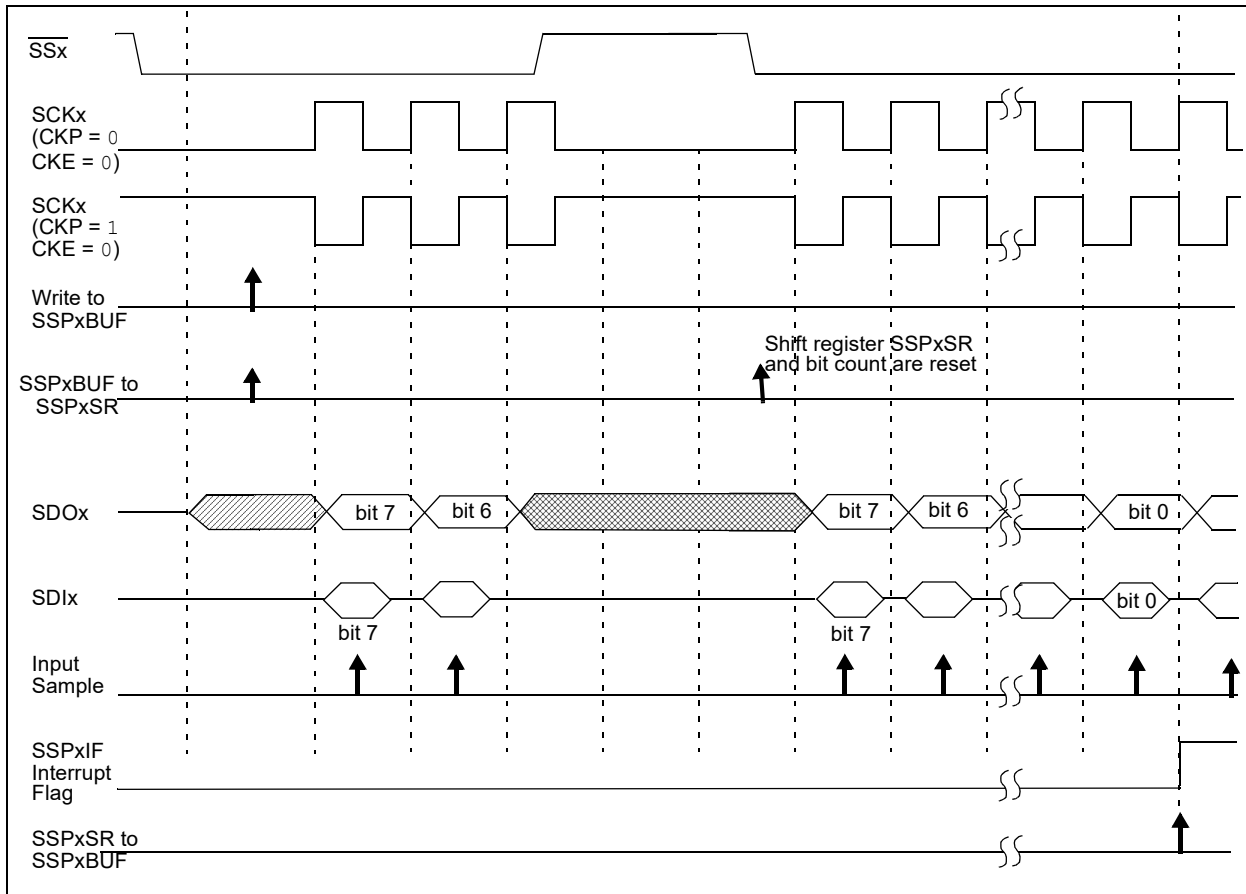 SSx
SCKx
(CKP = 0
CKE = 0)
SCKx
(CKP = 1
CKE = 0)
Write to
SSPxBUF
Shift register SSPxSR
and bit count are reset
SSPxBUF to
SSPxSR
SDOx
bit 7
bit 6
bit 7
bit 6
bit 0
SDIx
bit 0
bit 7
bit 7
Input
Sample
SSPxIF
Interrupt
Flag
SSPxSR to
SSPxBUF